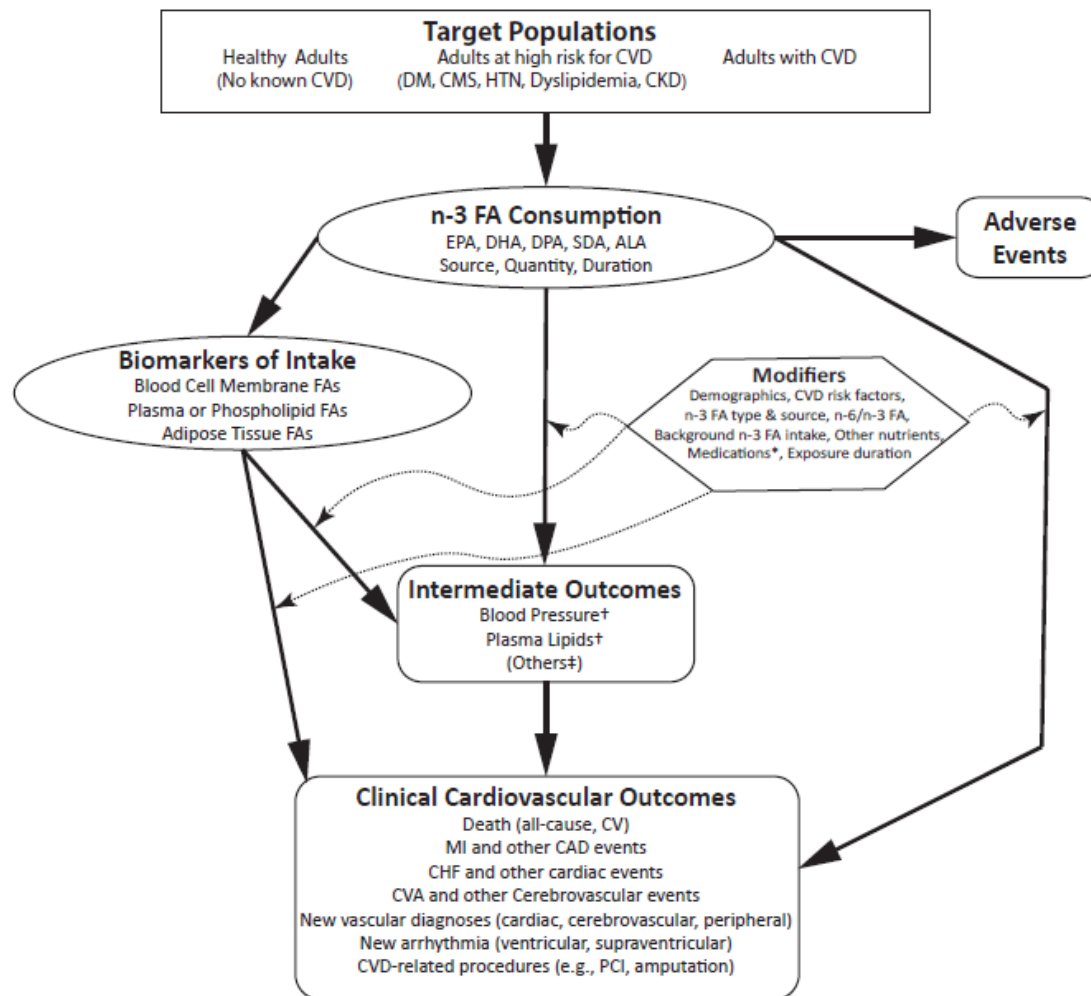 Target Populations
Healthy Adults
(No known CVD)
Adults at high risk for CVD
(DM, CMS, HTN, Dyslipidemia, CKD)
Adults with CVD
n-3 FA Consumption
EPA, DHA, DPA, SDA, ALA
Source, Quantity, Duration
Adverse
Events
Biomarkers of Intake
Blood Cell Membrane FAs
Plasma or Phospholipid FAs
Adipose Tissue FAs
Modifiers
Demographics, CVD risk factors,
n-3 FA type & source, n-6/n-3 FA,
Background n-3 FA intake, Other nutrients,
Medications*, Exposure duration
Intermediate Outcomes
Blood Pressure†
Plasma Lipids†
(Others‡)
Clinical Cardiovascular Outcomes
Death (all-cause, CV)
MI and other CAD events
CHF and other cardiac events
CVA and other Cerebrovascular events
New vascular diagnoses (cardiac, cerebrovascular, peripheral)
New arrhythmia (ventricular, supraventricular)
CVD-related procedures (e.g., PCI, amputation)